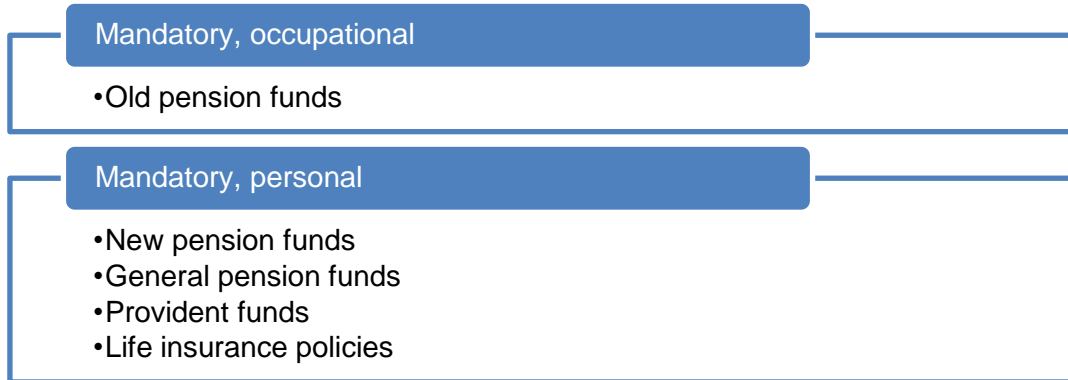 Mandatory, occupational
•Old pension funds
Mandatory, personal
•New pension funds
•General pension funds
•Provident funds
•Life insurance policies